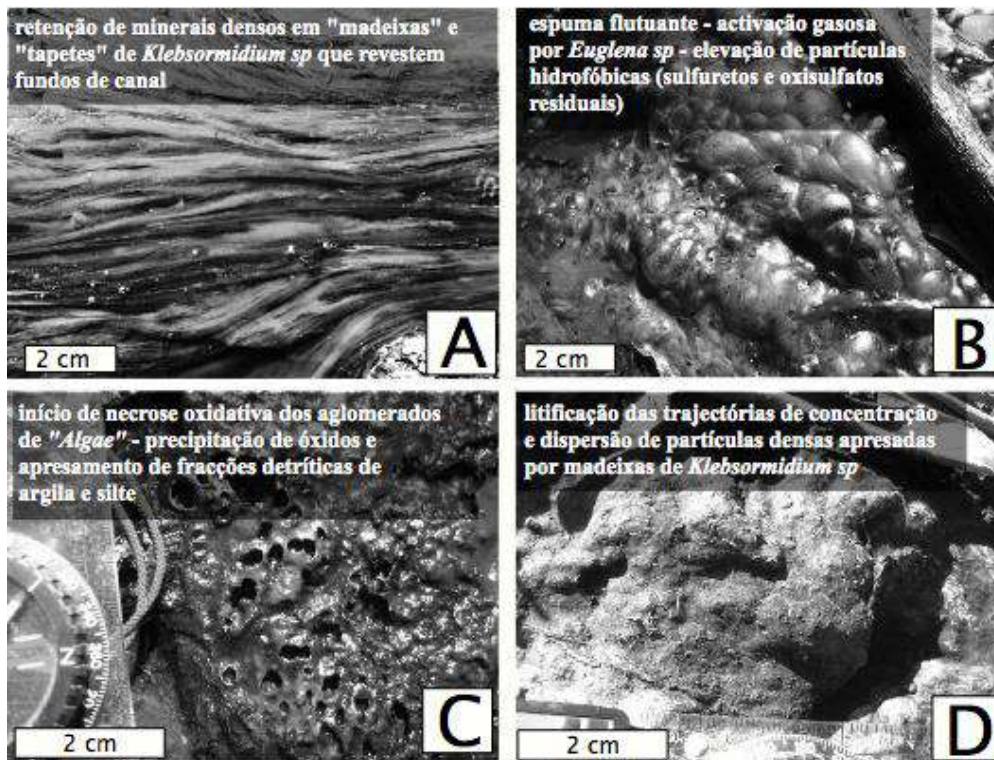 retenção de minerais densos em "madeixas" e
"tapetes" de Klebsormidium sp que revestem
fundos de canal
A
2 cm
espuma flutuante - activação gasosa
por Euglena sp - elevação de partículas
hidrofóbicas (sulfuretos e oxisulfatos
residuais)
B
2 cm
início de necrose oxidativa dos aglomerados
de "Algae" - precipitação de óxidos e
apresamento de fracções detríticas de
argila e silte
C
2 cm
litificação das trajectórias de concentração
e dispersão de partículas densas apresadas
por madeixas de Klebsormidium sp
D
2 cm